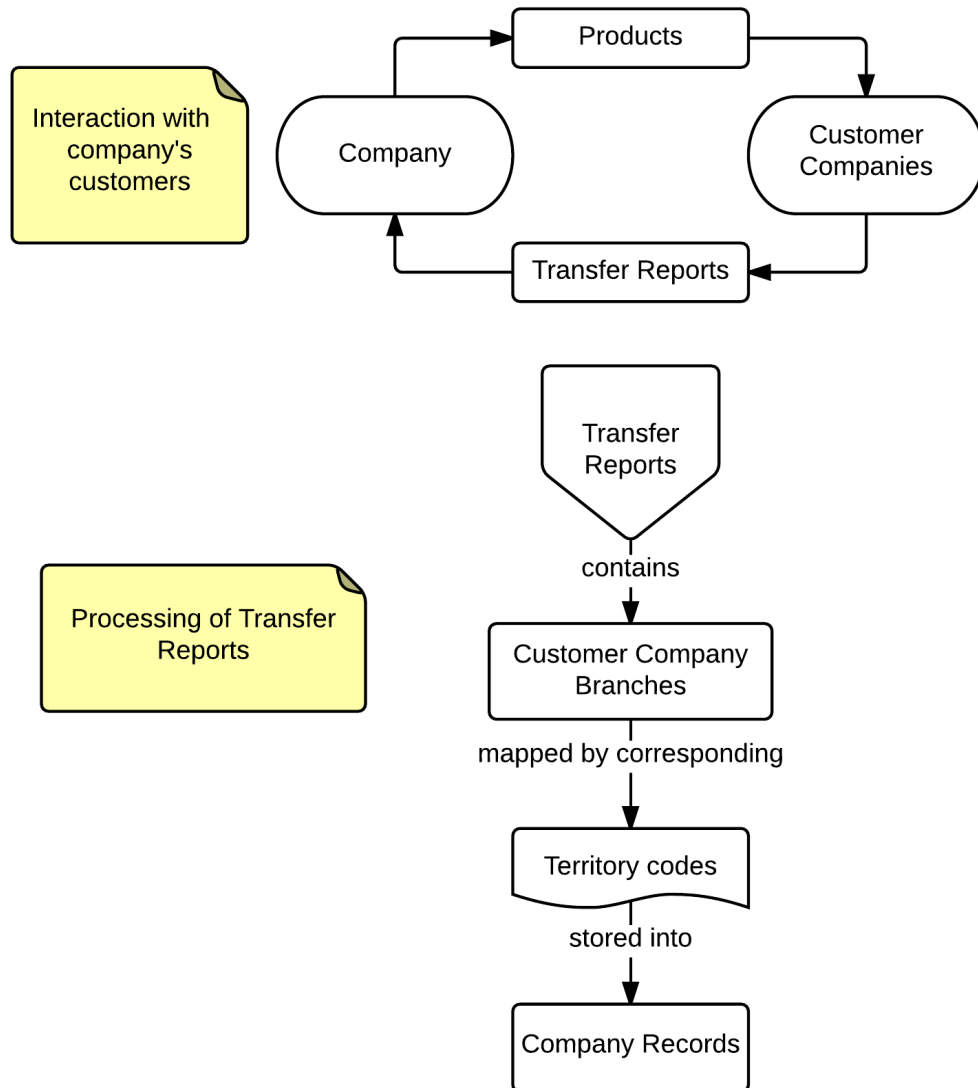 Products
Interaction with
company's
customers
Company
Customer
Companies
Transfer Reports
Transfer
Reports
contains
Processing of Transfer
Reports
Customer Company
Branches
mapped by corresponding
Territory codes
stored into
Company Records